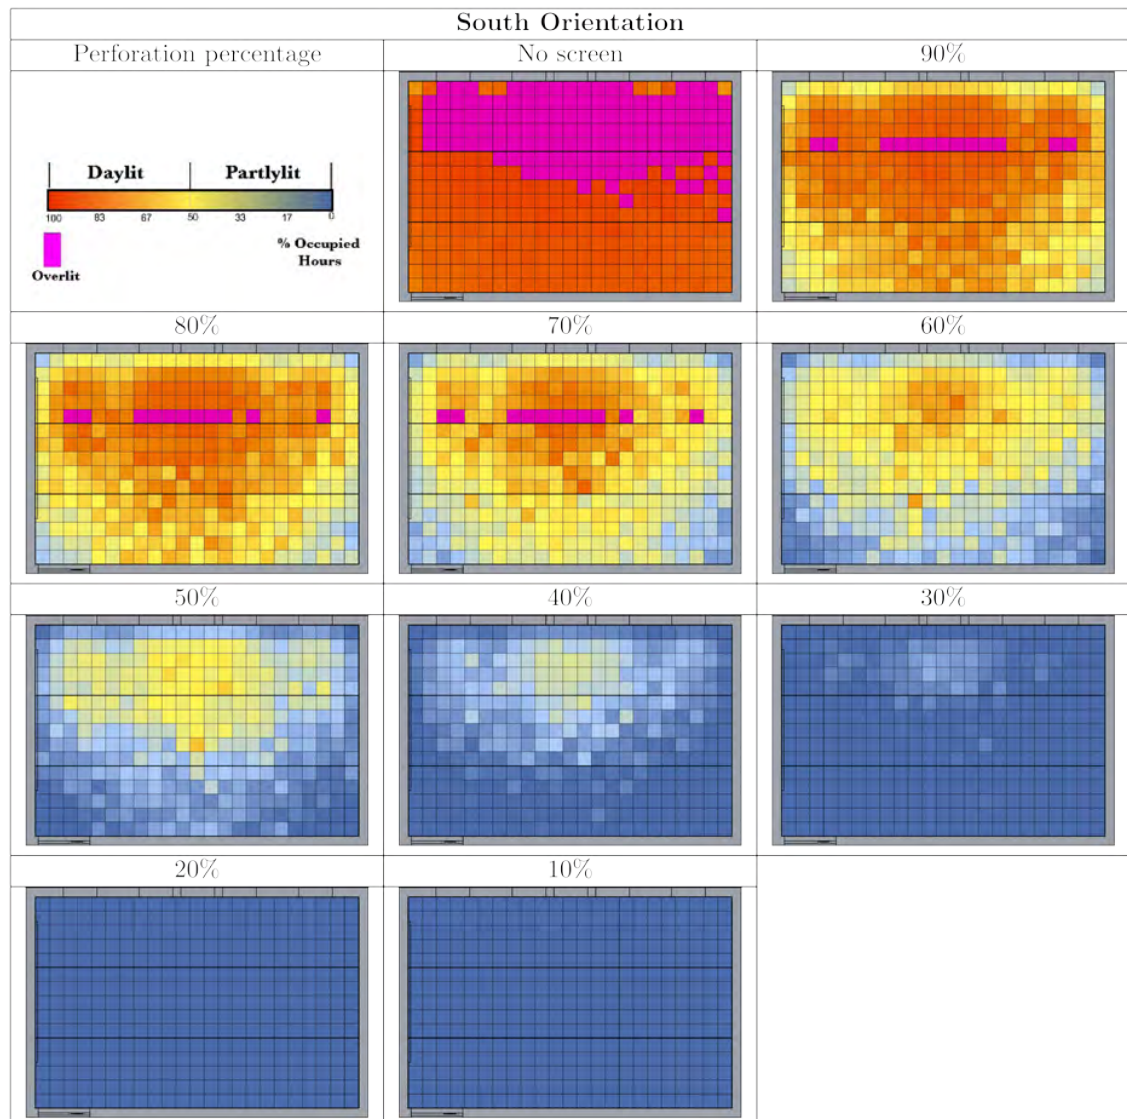 South Orientation
Perforation percentage No screen 90%
Daylit Partlylit
100 83 67 50 33 17 0
% Occupied
Hours
Overlit
80% 70% 60%
50% 40% 30%
20% 10%